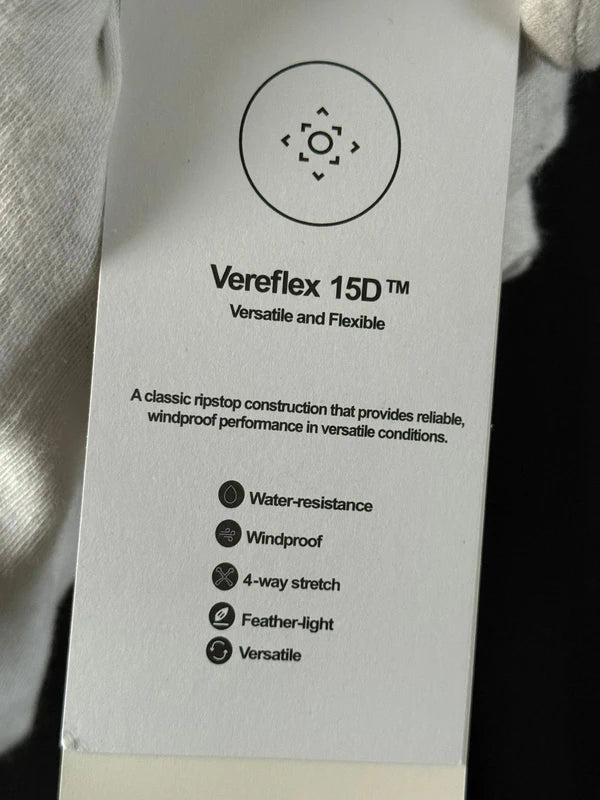 Vereflex 15D™
Versatile and Flexible
A classic ripstop construction that provides reliable,
windproof performance in versatile conditions.
Water-resistance
Windproof
4-way stretch
Feather-light
Versatile